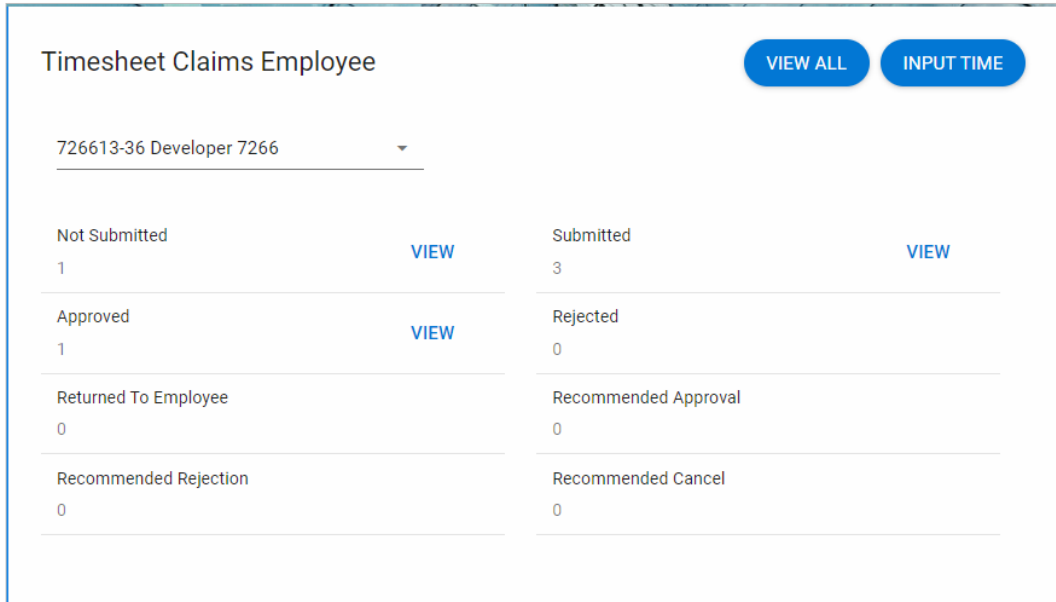 Timesheet Claims Employee
VIEW ALL
INPUT TIME
726613-36 Developer 7266
Not Submitted
1
VIEW
Submitted
3
VIEW
Approved
1
VIEW
Rejected
0
Returned To Employee
0
Recommended Approval
0
Recommended Rejection
0
Recommended Cancel
0